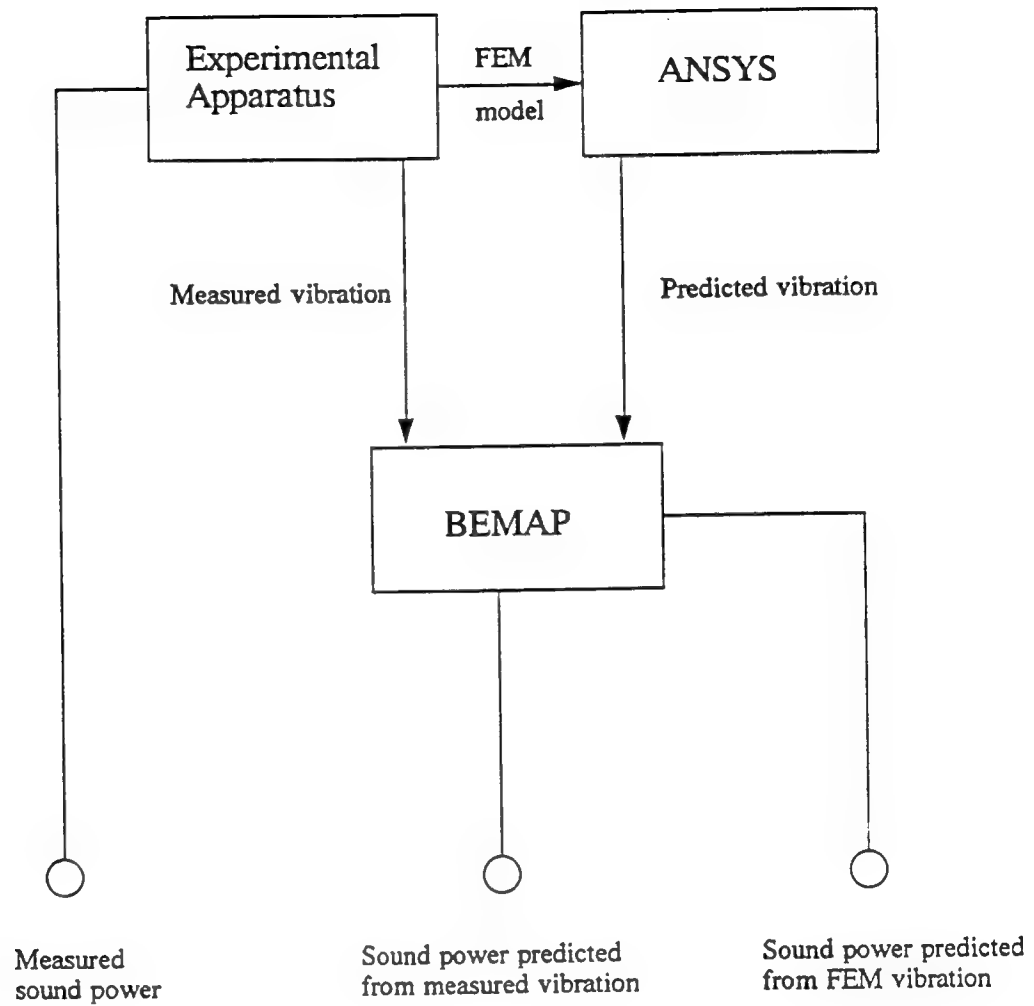 Experimental
Apparatus
FEM
model
ANSYS
Measured vibration
Predicted vibration
BEMAP
Measured
sound power
Sound power predicted
from measured vibration
Sound power predicted
from FEM vibration